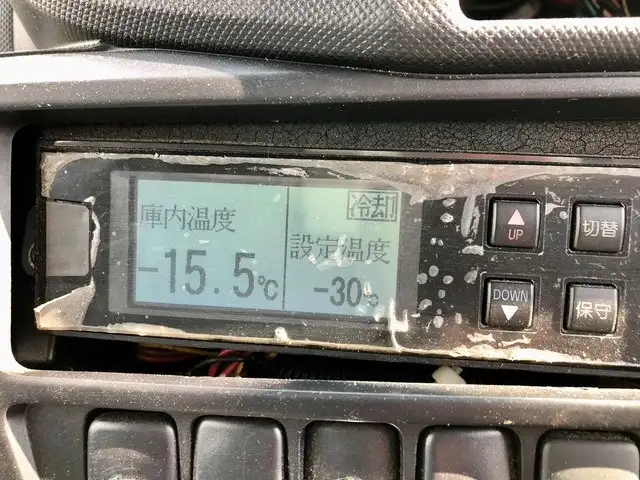 冷却
庫内温度
設定温度
-15.5℃
-30℃
UP
切替
DOWN
保守